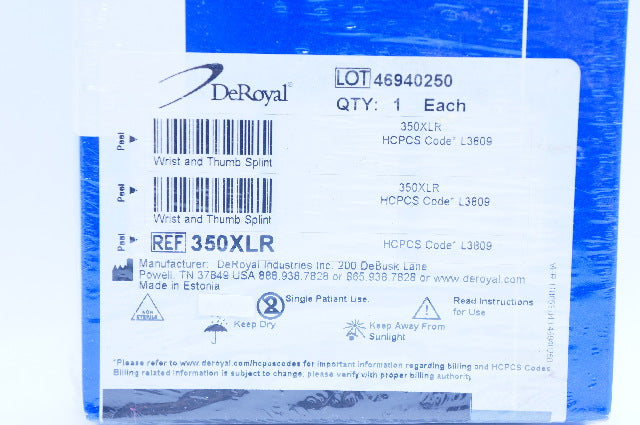 DeRoyal
LOT 46940250
QTY: 1 Each
Peel
350XLR
HCPCS Code* L3809
Wrist and Thumb Splint
Peel
350XLR
HCPCS Code* L3809
Wrist and Thumb Splint
Peel
REF 350XLR
HCPCS Code* L3809
Manufacturer: DeRoyal Industries Inc. 200 DeBusk Lane
Powell, TN 37849 USA 888.938.7828 or 865.938.7828 or www.deroyal.com
Made in Estonia
NON
STERILE
Single Patient Use.
Read Instructions
for Use
Keep Dry
Keep Away From
Sunlight
*Please refer to www.deroyal.com/hcpcscodes for important information regarding billing and HCPCS Codes
Billing related information is subject to change, please verify with proper billing authority